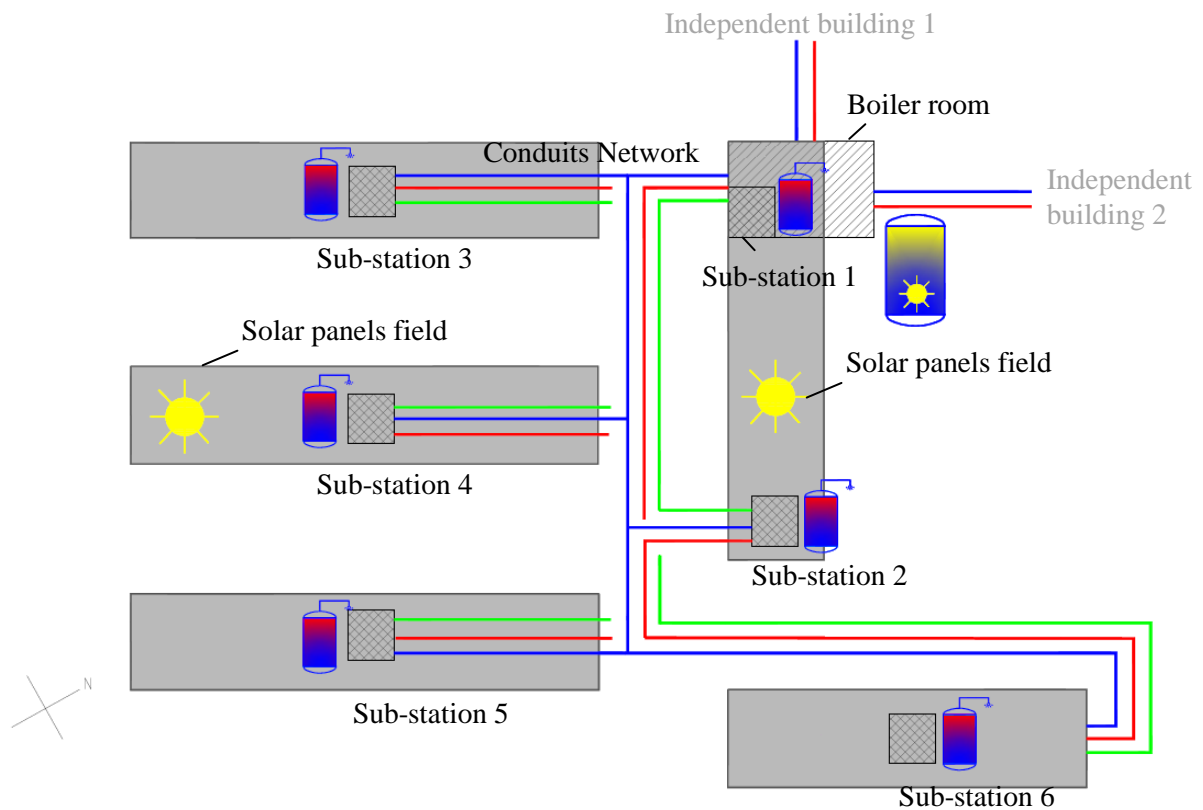 Independent building 1
Boiler room
Conduits Network
Independent
building 2
Sub-station 3
Sub-station 1
Solar panels field
Solar panels field
Sub-station 4
Sub-station 2
N
Sub-station 5
Sub-station 6